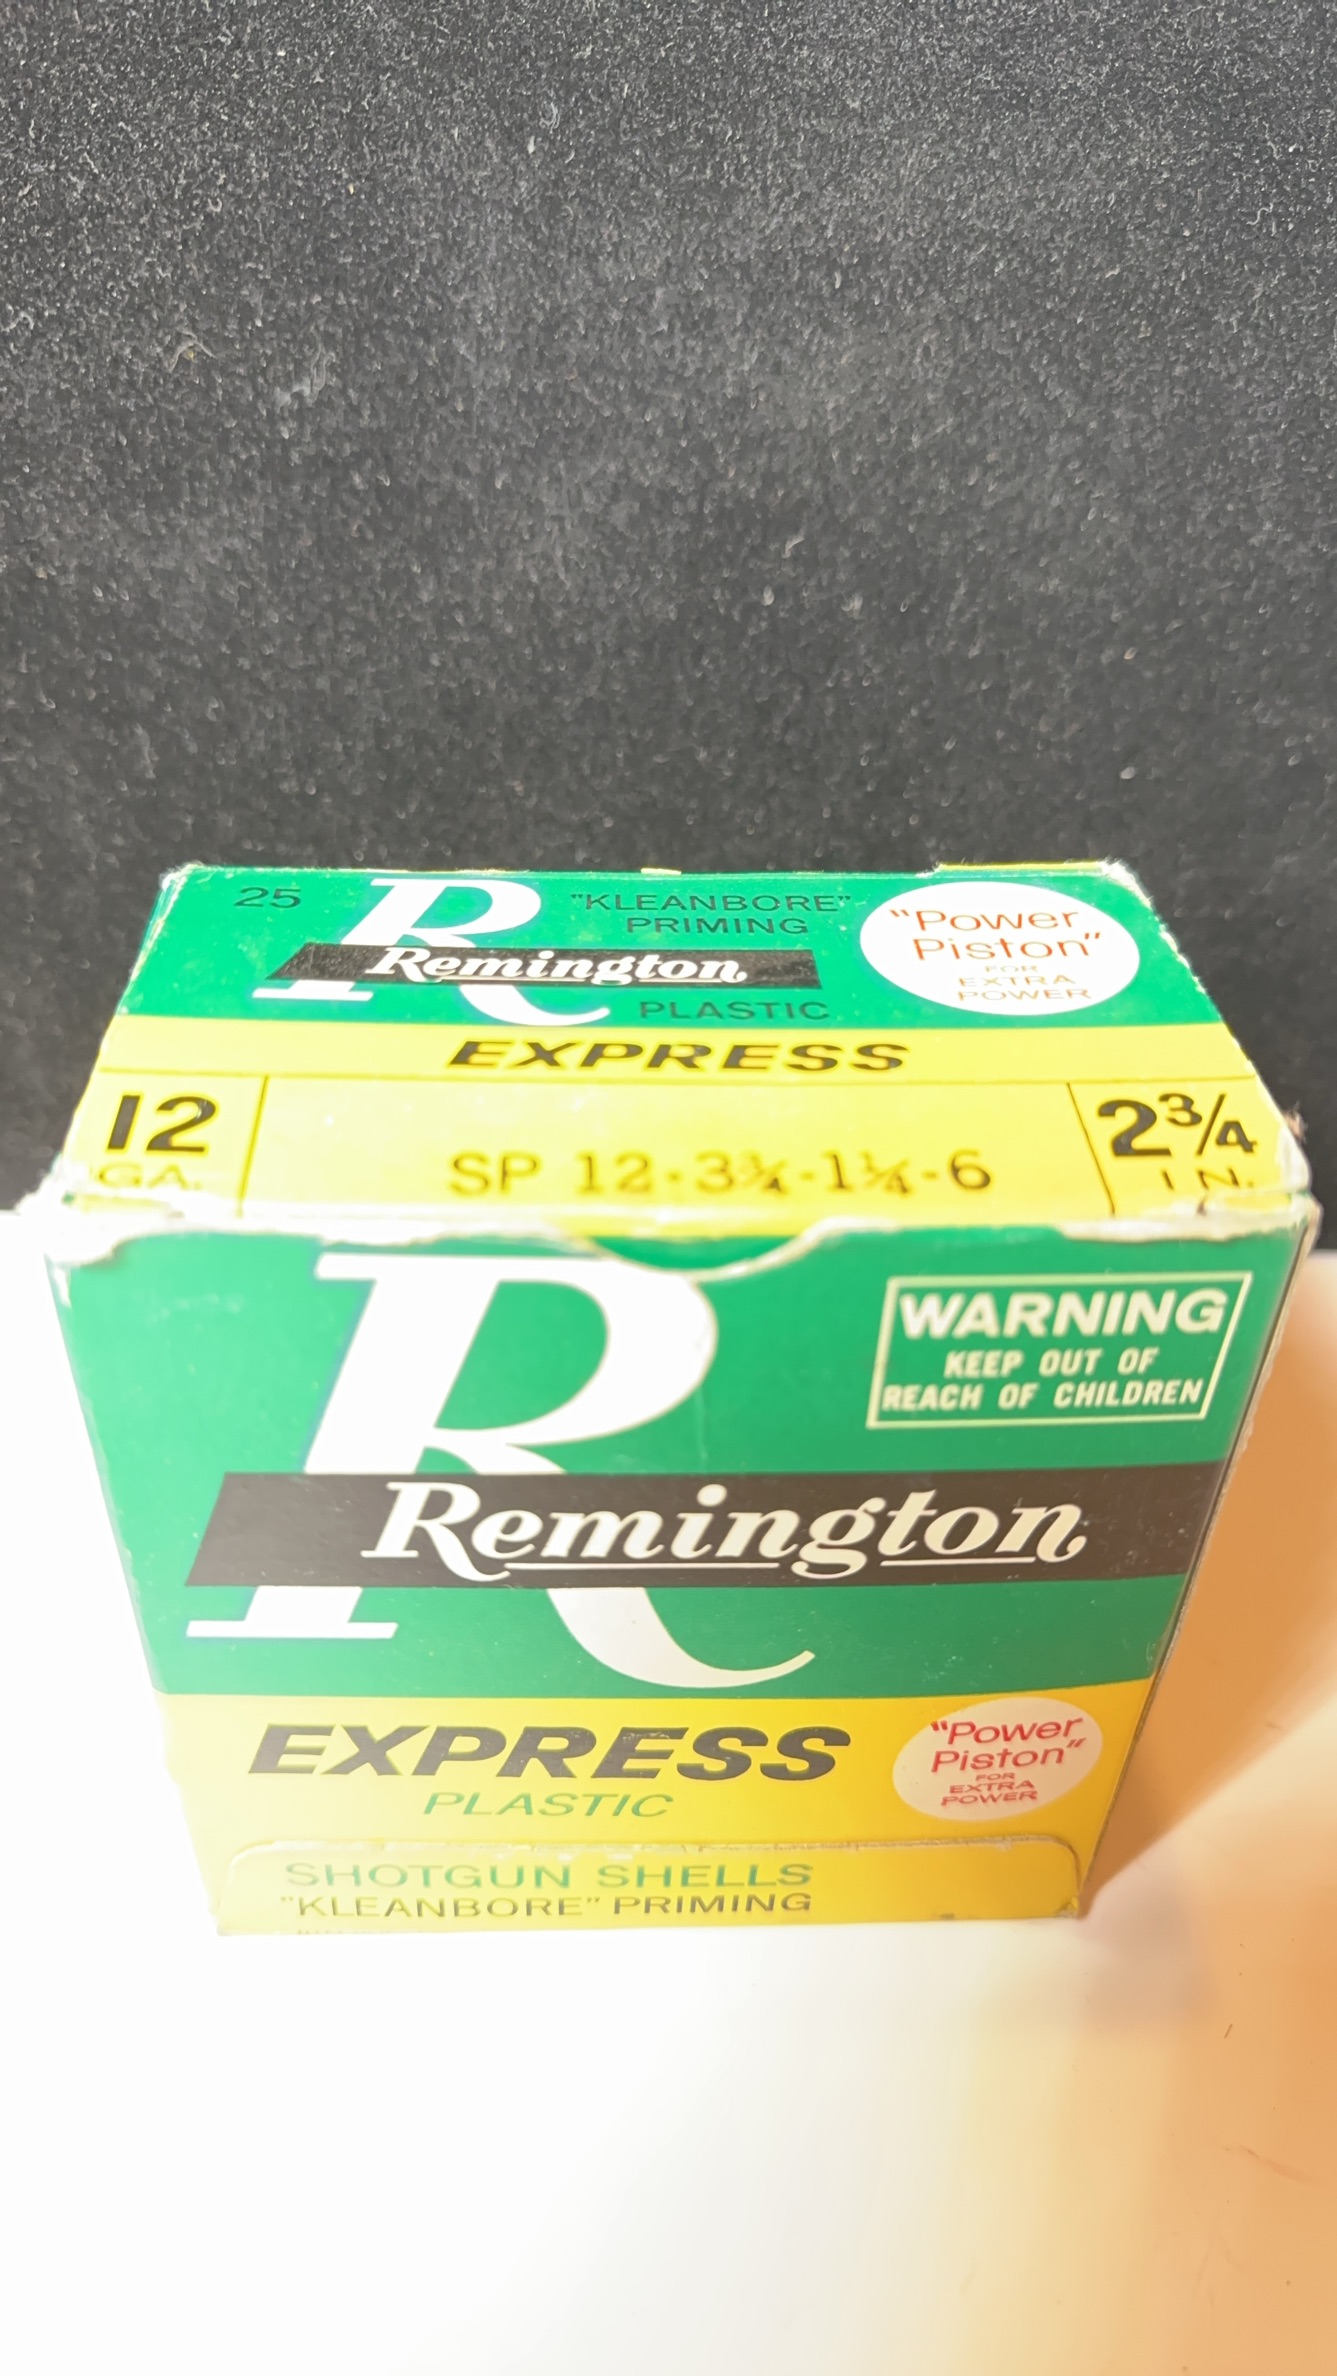 25
R
"KLEANBORE"
PRIMING
Remington
PLASTIC
"Power
Piston"
FOR
EXTRA
POWER
EXPRESS
12
GA.
SP 12-3¾-1¼-6
2¾
IN.
R
WARNING
KEEP OUT OF
REACH OF CHILDREN
Remington
EXPRESS
PLASTIC
"Power
Piston"
FOR
EXTRA
POWER
SHOTGUN SHELLS
"KLEANBORE" PRIMING